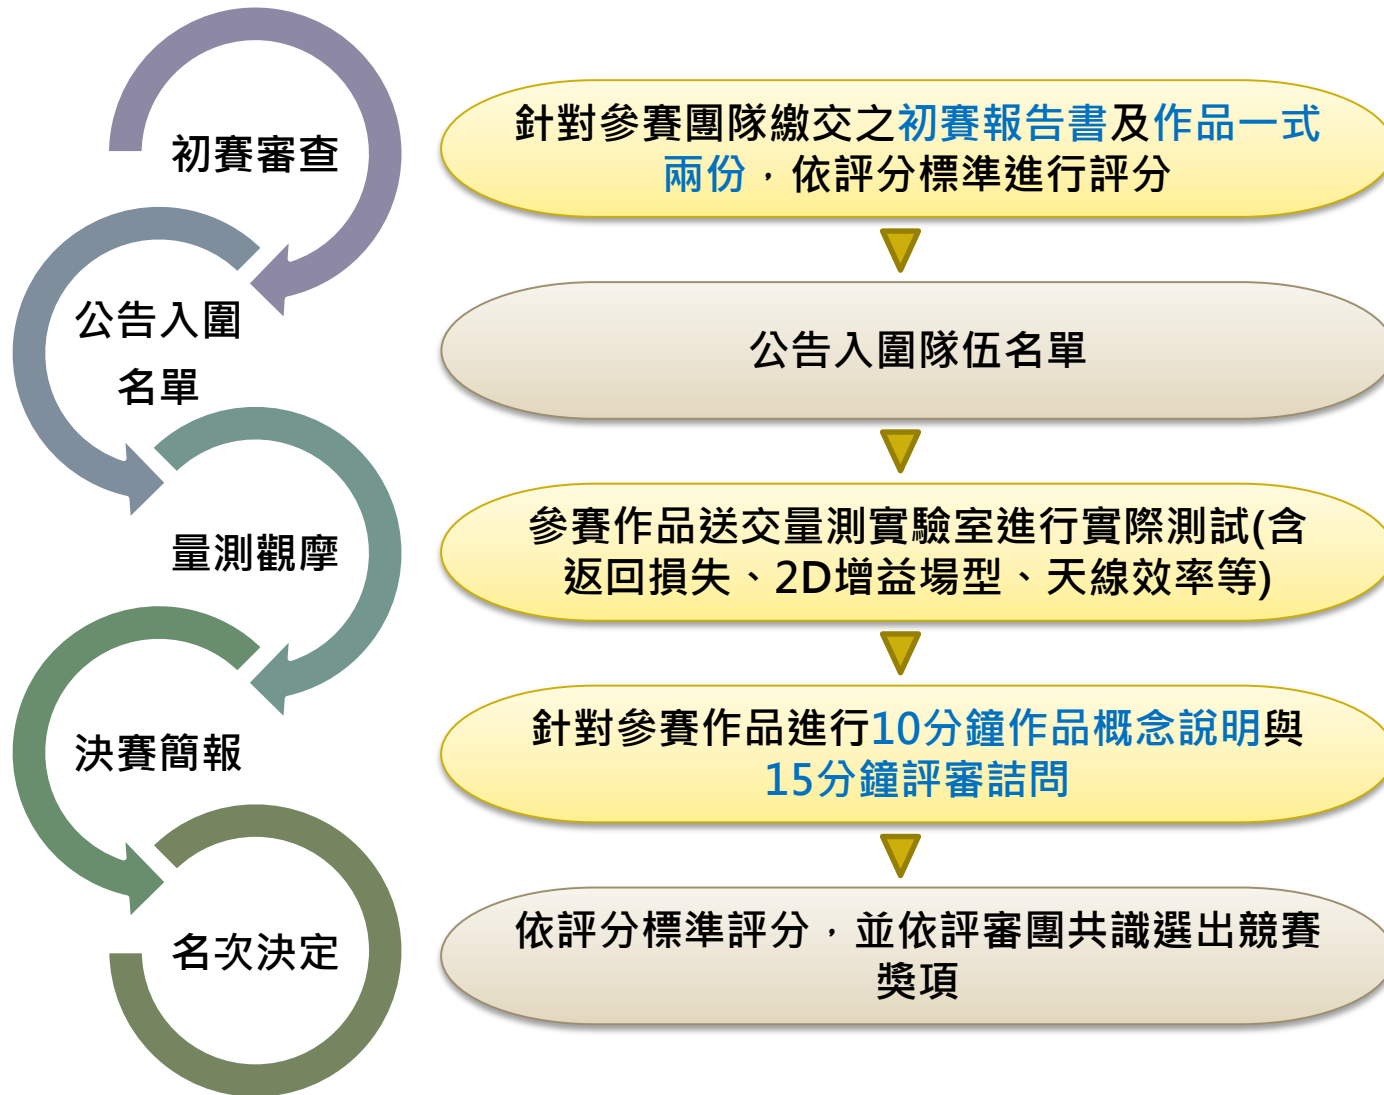 初賽審查
針對參賽團隊繳交之初賽報告書及作品一式
兩份，依評分標準進行評分
公告入圍
名單
公告入圍隊伍名單
量測觀摩
參賽作品送交量測實驗室進行實際測試(含
返回損失、2D增益場型、天線效率等)
決賽簡報
針對參賽作品進行10分鐘作品概念說明與
15分鐘評審詰問
名次決定
依評分標準評分，並依評審團共識選出競賽
獎項